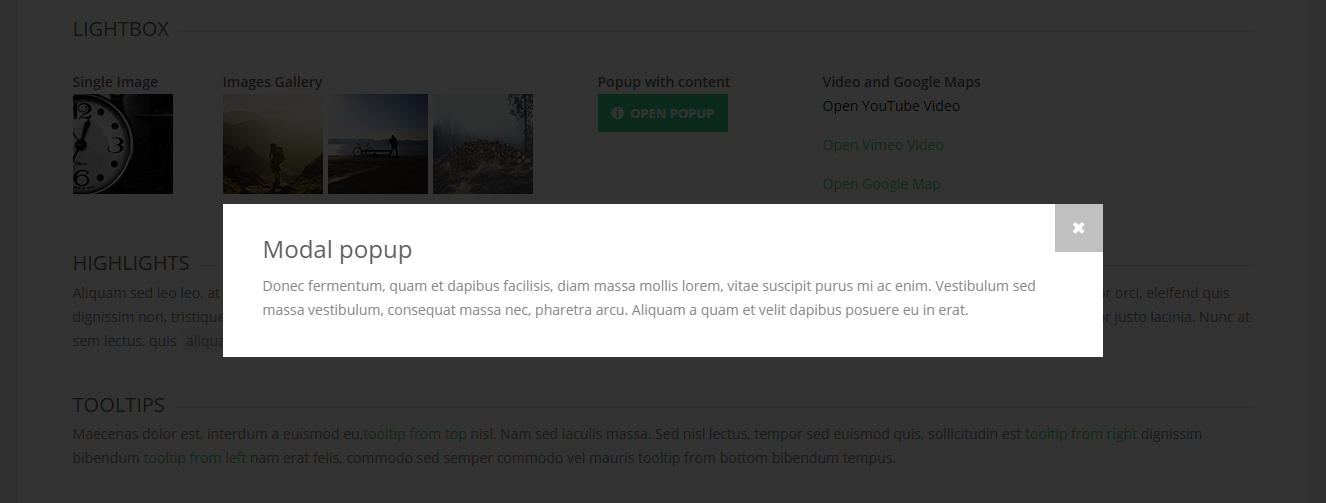 LIGHTBOX
Single Image
Images Gallery
Popup with content
Video and Google Maps
OPEN POPUP
Open YouTube Video
Open Vimeo Video
Open Google Map
12
3
6
Modal popup
Donec fermentum, quam et dapibus facilisis, diam massa mollis lorem, vitae suscipit purus mi ac enim. Vestibulum sed
massa vestibulum, consequat massa nec, pharetra arcu. Aliquam a quam et velit dapibus posuere eu in erat.
HIGHLIGHTS
Aliquam sed leo leo, at orci, eleifend quis
dignissim non, tristique justo lacinia. Nunc at
sem lectus, quis
TOOLTIPS
Maecenas dolor est, interdum a euismod eu,tooltip from top nisl. Nam sed iaculis massa. Sed nisl lectus, tempor sed euismod quis, sollicitudin est tooltip from right dignissim
bibendum tooltip from left nam erat felis, commodo sed semper commodo vel mauris tooltip from bottom bibendum tempus.